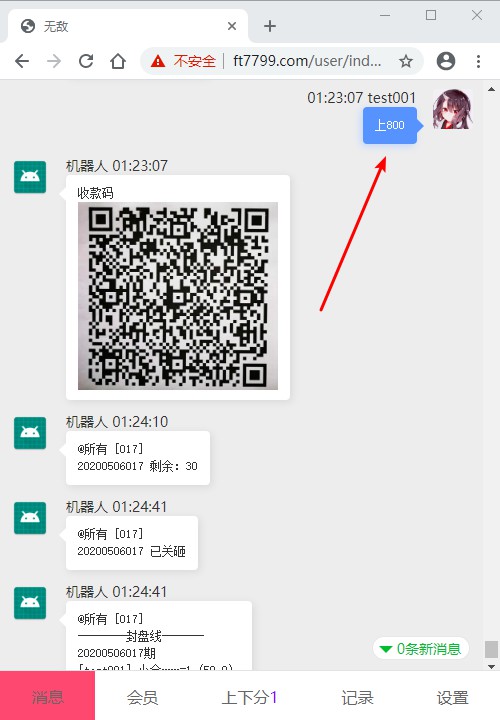 无敌
不安全
ft7799.com/user/ind...
01:23:07 test001
上800
机器人 01:23:07
收款码
机器人 01:24:10
@所有 [017]
20200506017 剩余: 30
机器人 01:24:41
@所有 [017]
20200506017 已关砸
机器人 01:24:41
@所有 [017]
————封盘线————
20200506017期
0条新消息
消息
会员
上下分1
记录
设置